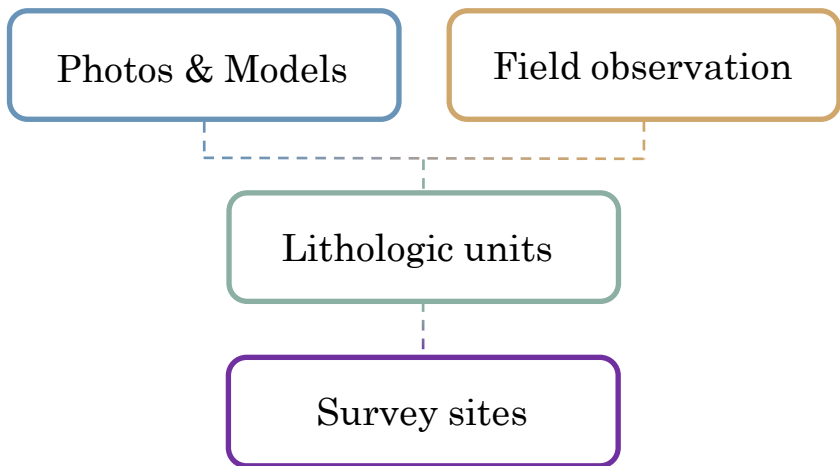 Photos & Models
Field observation
Lithologic units
Survey sites